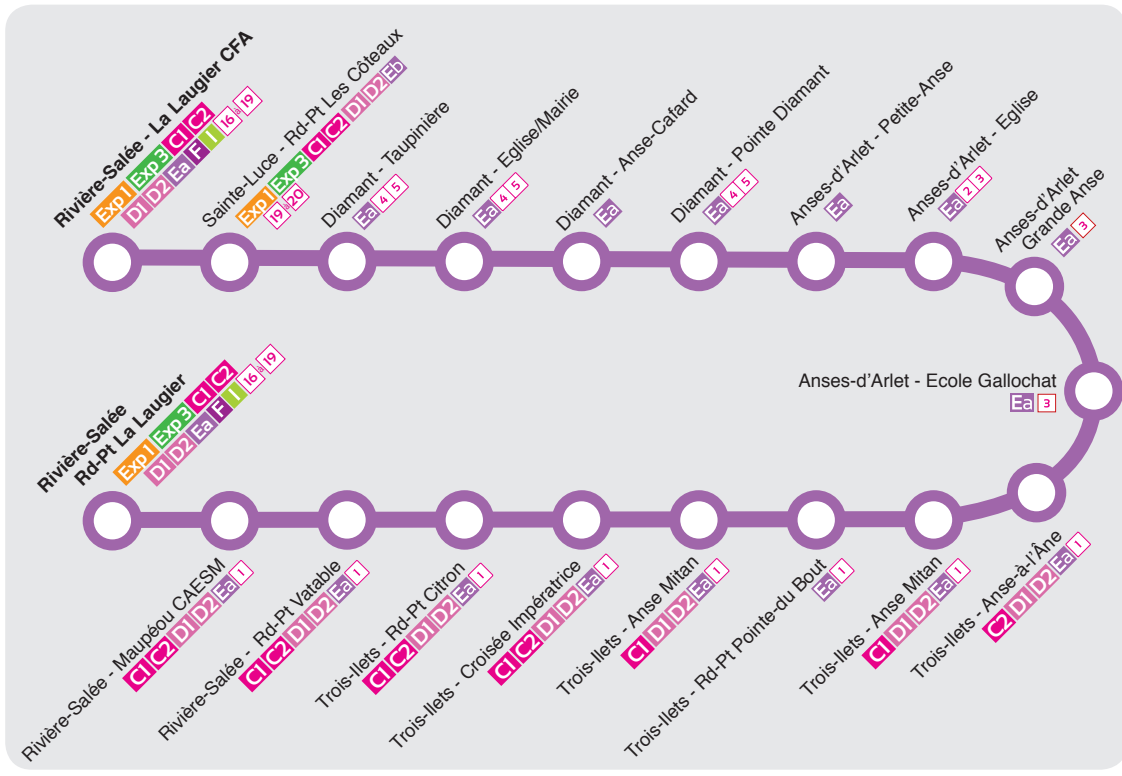 Rivière-Salée - La Laugier CFA
Exp 1 Exp 3 C1 C2
D1 D2 Ea F I 16 à 19
Sainte-Luce - Rd-Pt Les Côteaux
Exp 1 Exp 3 C1 C2 D1 D2 Eb
19 à 20
Diamant - Taupinière
Ea 4 5
Diamant - Eglise/Mairie
Ea 4 5
Diamant - Anse-Cafard
Ea
Diamant - Pointe Diamant
Ea 4 5
Anses-d'Arlet - Petite-Anse
Ea
Anses-d'Arlet - Eglise
Ea 2 3
Anses-d'Arlet
Grande Anse
Ea 3
Anses-d'Arlet - Ecole Gallochat
Ea 3
Trois-Ilets - Anse-à-l'Âne
C2 D1 D2 Ea 1
Trois-Ilets - Anse Mitan
C1 D1 D2 Ea 1
Trois-Ilets - Rd-Pt Pointe-du Bout
Ea 1
Trois-Ilets - Anse Mitan
C1 D1 D2 Ea 1
Trois-Ilets - Croisée Impératrice
C1 C2 D1 D2 Ea 1
Trois-Ilets - Rd-Pt Citron
C1 C2 D1 D2 Ea 1
Rivière-Salée - Rd-Pt Vatable
C1 C2 D1 D2 Ea 1
Rivière-Salée - Maupéou CAESM
C1 C2 D1 D2 Ea 1
Rivière-Salée
Rd-Pt La Laugier
Exp 1 Exp 3 C1 C2
D1 D2 Ea F I 16 à 19